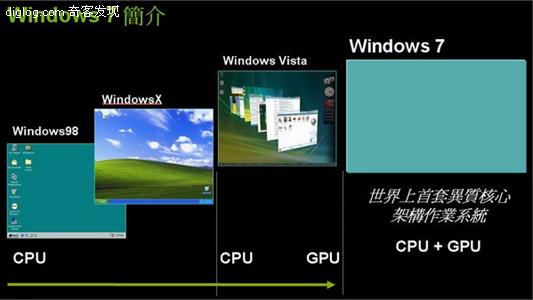 Windows 7 簡介
digloq.com 奇客发现
Windows 7
Windows Vista
WindowsX
Windows98
世界上首套異質核心
架構作業系統
CPU
CPU
GPU
CPU + GPU